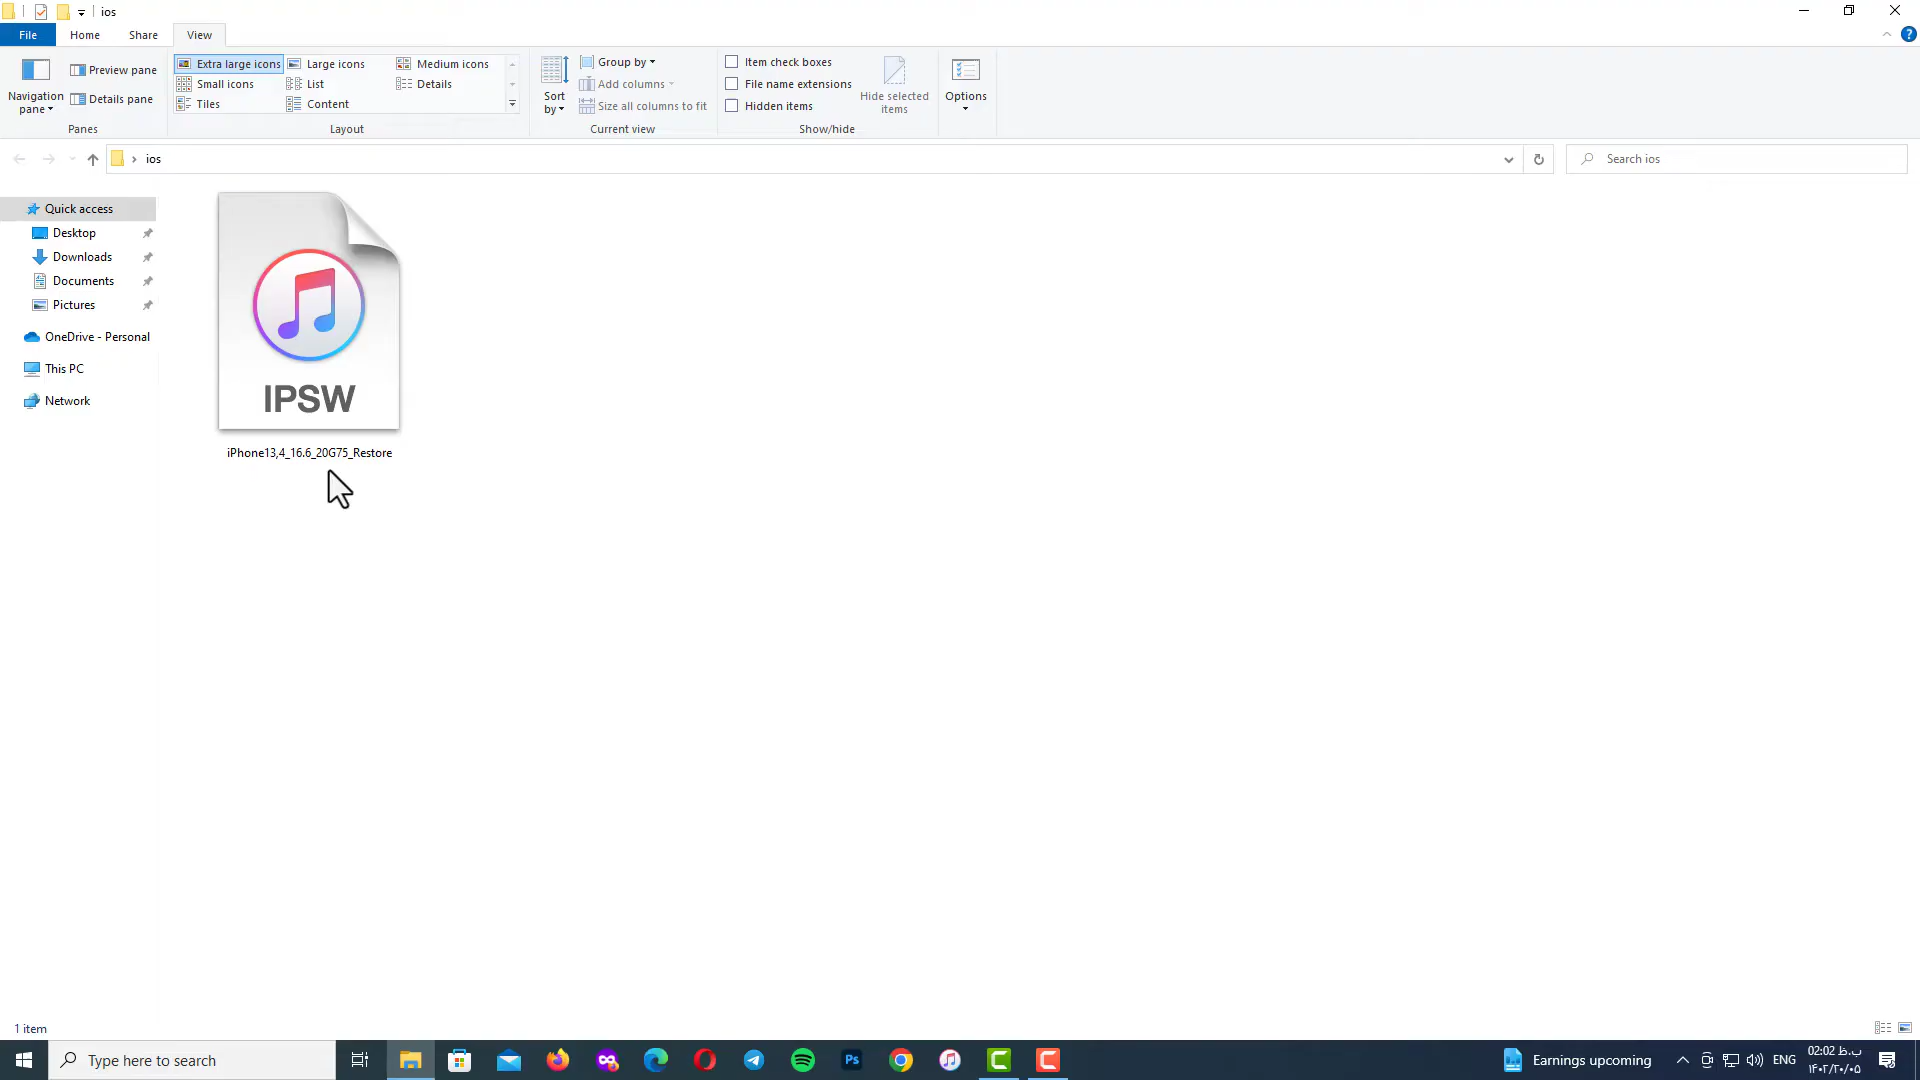 ios
File
Home
Share
View
Navigation pane
Preview pane
Details pane
Panes
Extra large icons
Large icons
Medium icons
Small icons
List
Details
Tiles
Content
Layout
Sort by
Group by
Add columns
Size all columns to fit
Current view
Item check boxes
File name extensions
Hidden items
Hide selected items
Show/hide
Options
ios
Search ios
Quick access
Desktop
Downloads
Documents
Pictures
OneDrive - Personal
This PC
Network
IPSW
iPhone13,4_16.6_20G75_Restore
1 item
Type here to search
Ps
Earnings upcoming
ENG
02:02 ب.ظ